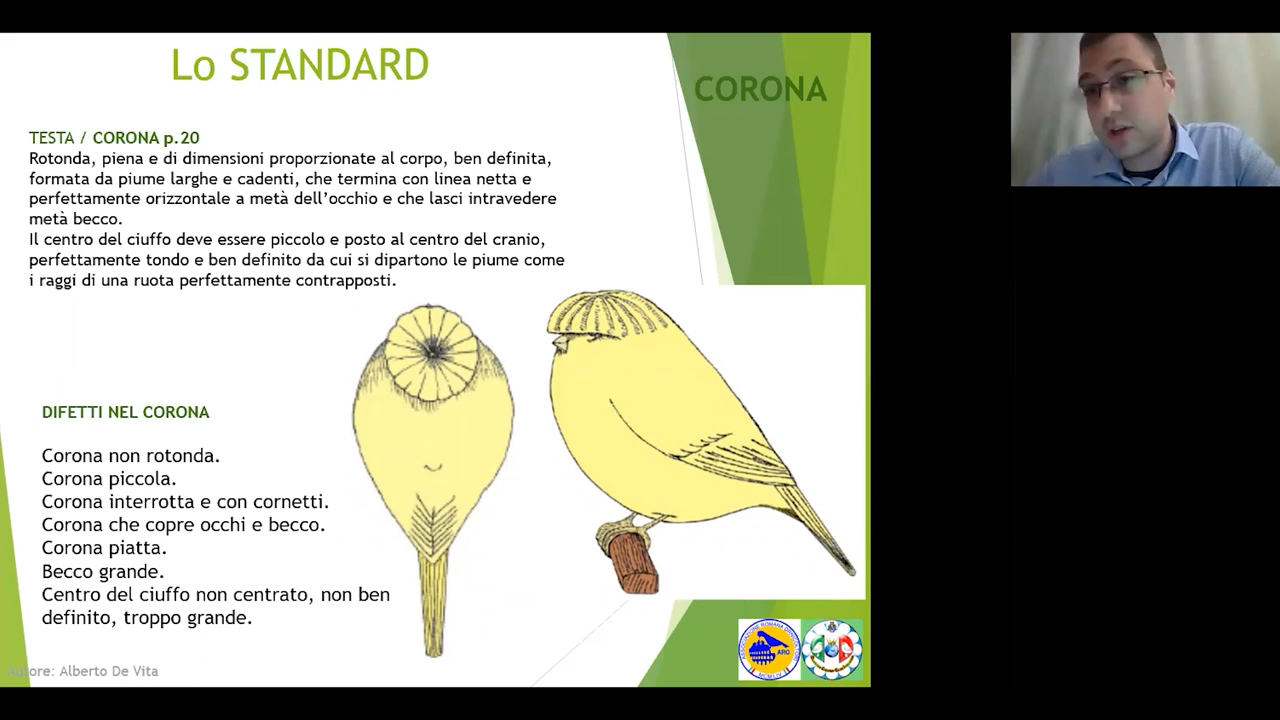 Lo STANDARD
CORONA
TESTA / CORONA p.20
Rotonda, piena e di dimensioni proporzionate al corpo, ben definita,
formata da piume larghe e cadenti, che termina con linea netta e
perfettamente orizzontale a metà dell’occhio e che lasci intravedere
metà becco.
Il centro del ciuffo deve essere piccolo e posto al centro del cranio,
perfettamente tondo e ben definito da cui si dipartono le piume come
i raggi di una ruota perfettamente contrapposti.
DIFETTI NEL CORONA
Corona non rotonda.
Corona piccola.
Corona interrotta e con cornetti.
Corona che copre occhi e becco.
Corona piatta.
Becco grande.
Centro del ciuffo non centrato, non ben
definito, troppo grande.
ARO
Autore: Alberto De Vita